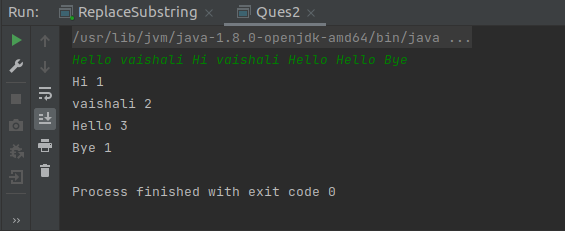 Run: ReplaceSubstring × Ques2 ×
/usr/lib/jvm/java-1.8.0-openjdk-amd64/bin/java ...
Hello vaishali Hi vaishali Hello Hello Bye
Hi 1
vaishali 2
Hello 3
Bye 1
Process finished with exit code 0